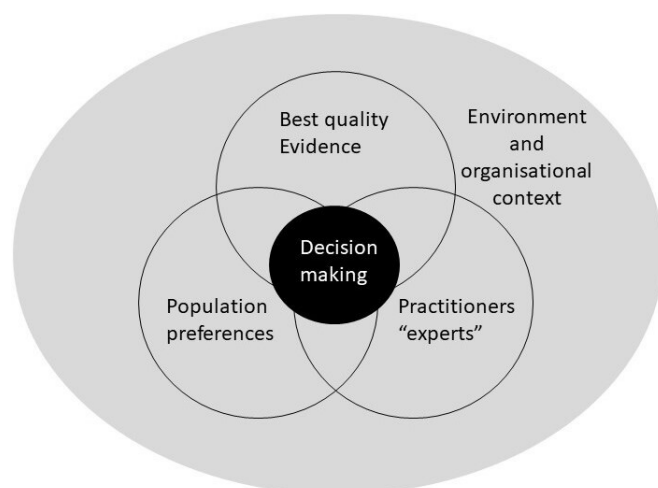 Best quality
Evidence
Environment
and
organisational
context
Decision
making
Population
preferences
Practitioners
“experts”